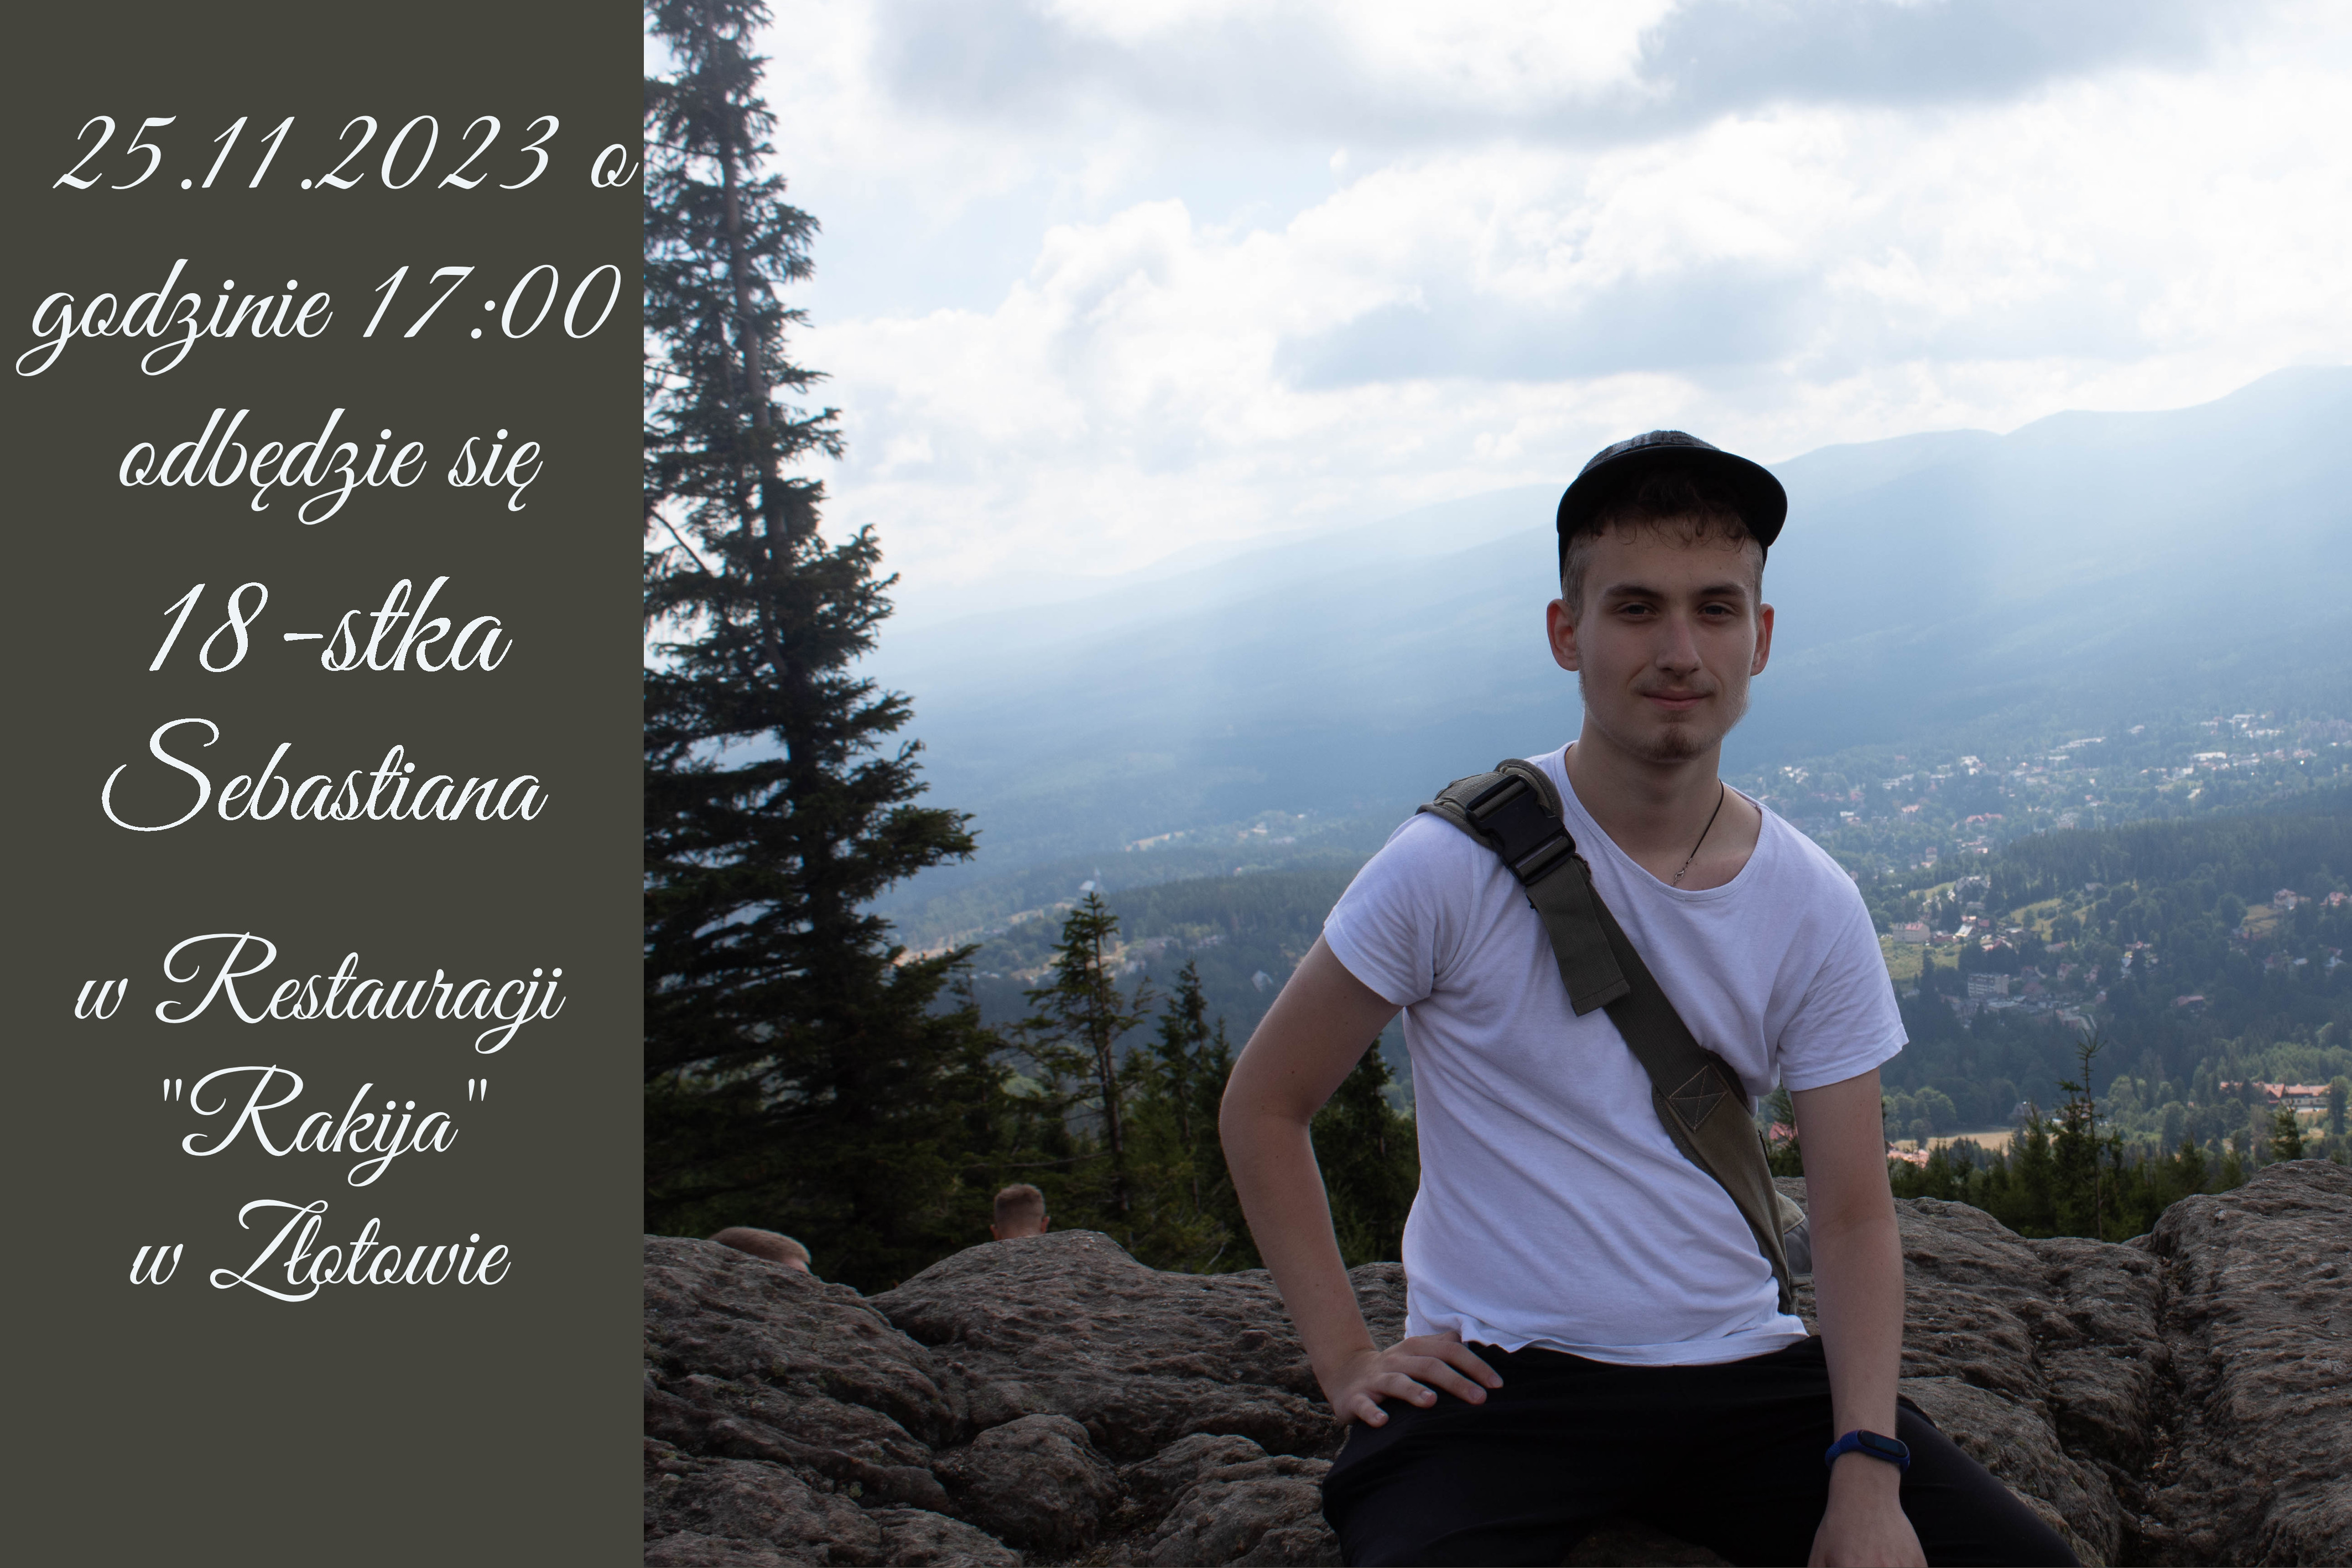 25.11.2023 o
godzinie 17:00
odbędzie się
18-stka
Sebastiana
w Restauracji
"Rakija"
w Złotowie